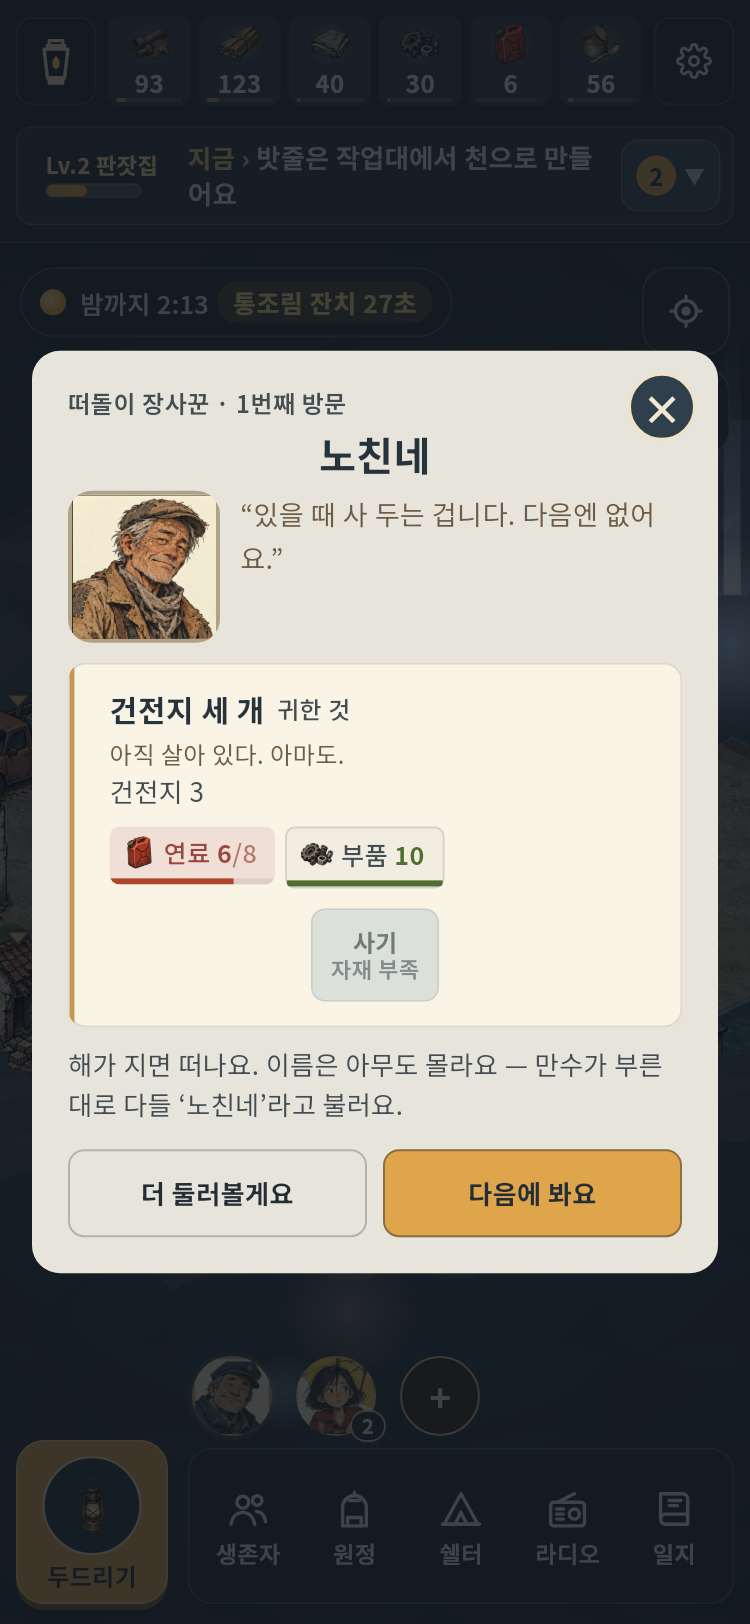 93
123
40
30
6
56
Lv.2 판잣집
지금 › 밧줄은 작업대에서 천으로 만들
어요
2
밤까지 2:13
통조림 잔치 27초
떠돌이 장사꾼 · 1번째 방문
노친네
“있을 때 사 두는 겁니다. 다음엔 없어
요.”
건전지 세 개 귀한 것
아직 살아 있다. 아마도.
건전지 3
연료 6/8
부품 10
사기
자재 부족
해가 지면 떠나요. 이름은 아무도 몰라요 — 만수가 부른
대로 다들 ‘노친네’라고 불러요.
더 둘러볼게요
다음에 봐요
2
+
두드리기
생존자
원정
쉘터
라디오
일지